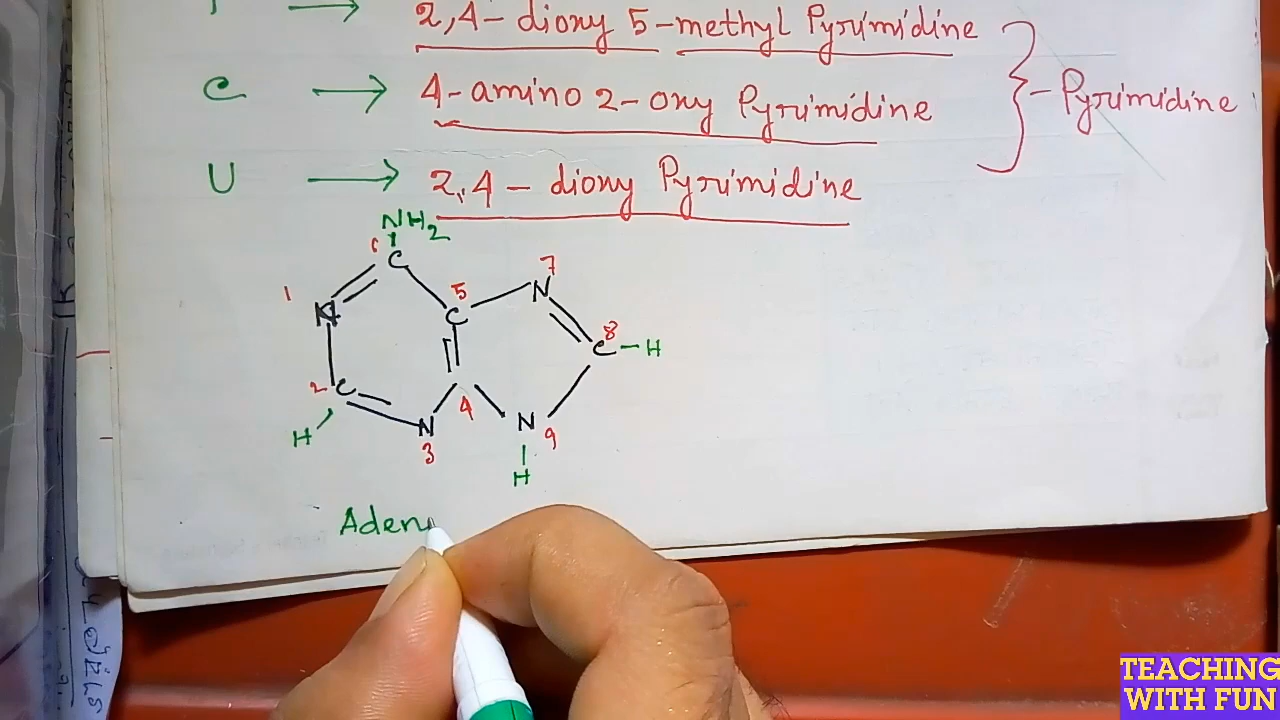 T → 2,4- dioxy 5-methyl Pyrimidine
C → 4-amino 2-oxy Pyrimidine
} - Pyrimidine
U → 2,4 - dioxy Pyrimidine
NH2
6 C
1 N
5 C
7 N
8 C - H
2 C
H
N 3
4
N 9
H
Aden
TEACHING
WITH FUN